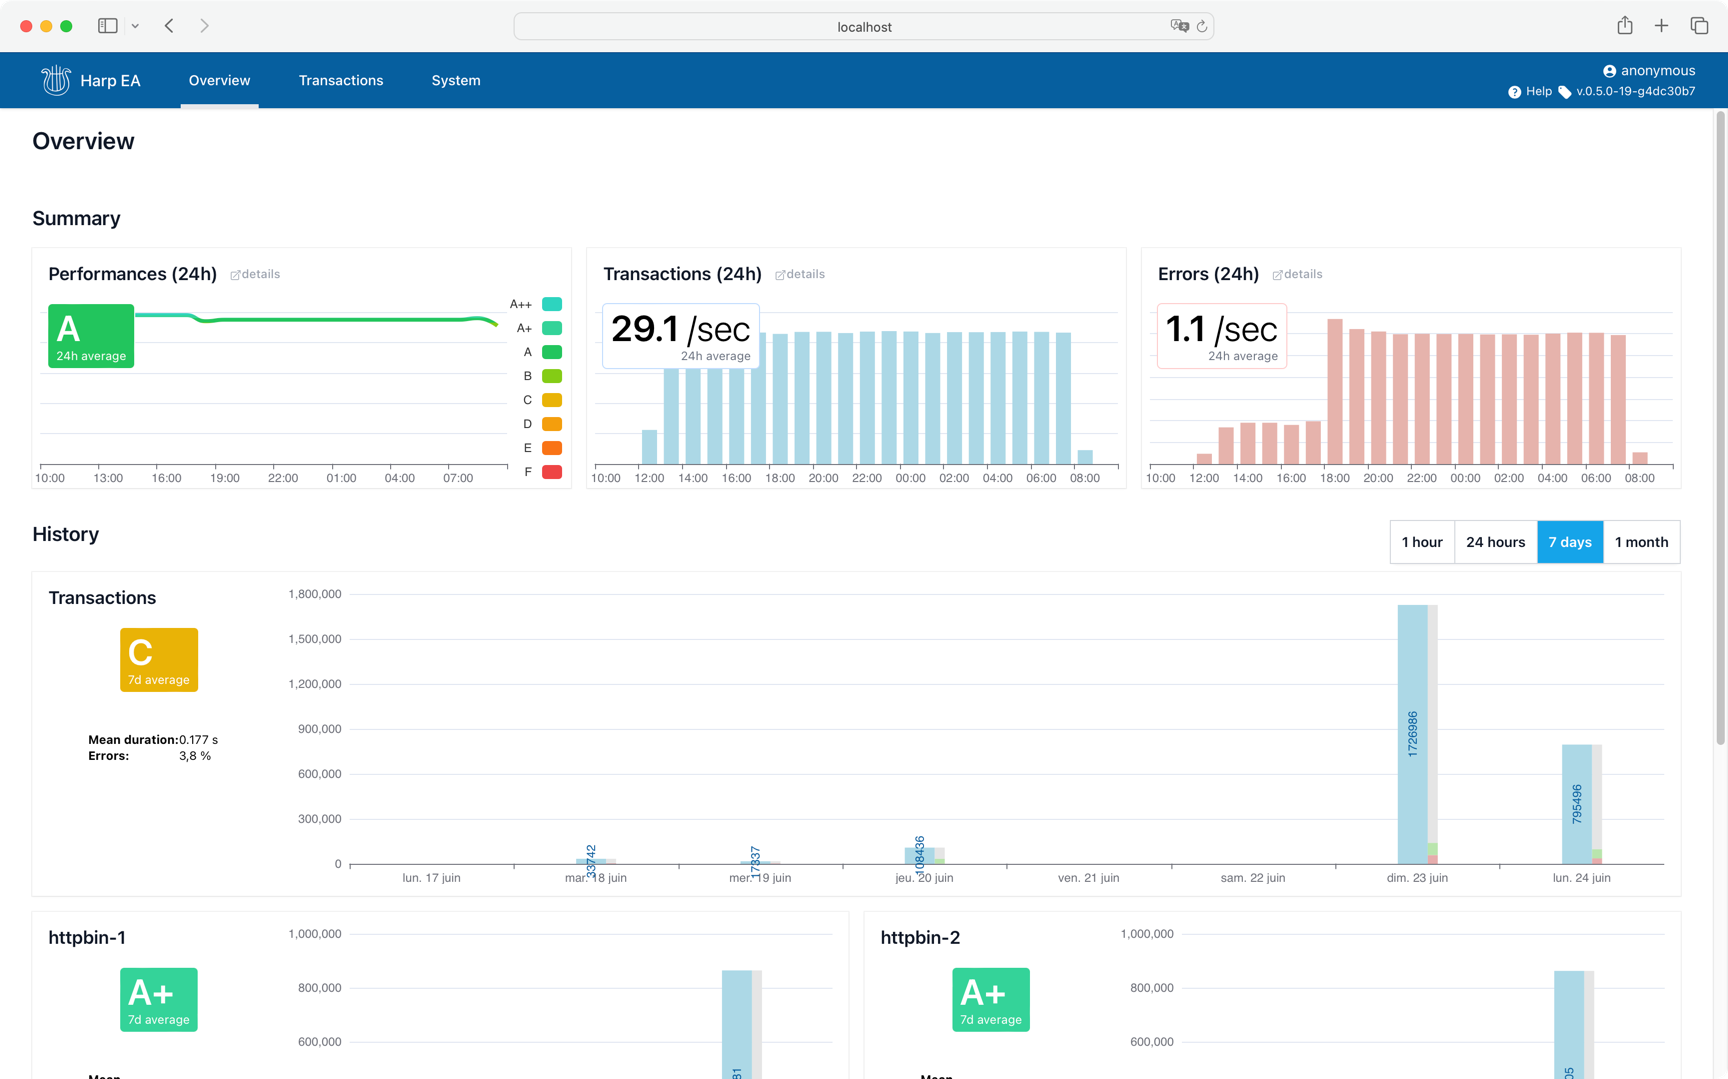 localhost
Harp EA
Overview
Transactions
System
anonymous
Help
v.0.5.0-19-g4dc30b7
Overview
Summary
Performances (24h)
details
A
24h average
A++
A+
A
B
C
D
E
F
10:00 13:00 16:00 19:00 22:00 01:00 04:00 07:00
Transactions (24h)
details
29.1 /sec
24h average
10:00 12:00 14:00 16:00 18:00 20:00 22:00 00:00 02:00 04:00 06:00 08:00
Errors (24h)
details
1.1 /sec
24h average
10:00 12:00 14:00 16:00 18:00 20:00 22:00 00:00 02:00 04:00 06:00 08:00
History
1 hour
24 hours
7 days
1 month
Transactions
C
7d average
Mean duration: 0.177 s
Errors: 3,8 %
1,800,000
1,500,000
1,200,000
900,000
600,000
300,000
0
33742
17337
108436
1726986
795496
lun. 17 juin mar. 18 juin mer. 19 juin jeu. 20 juin ven. 21 juin sam. 22 juin dim. 23 juin lun. 24 juin
httpbin-1
A+
7d average
1,000,000
800,000
600,000
httpbin-2
A+
7d average
1,000,000
800,000
600,000